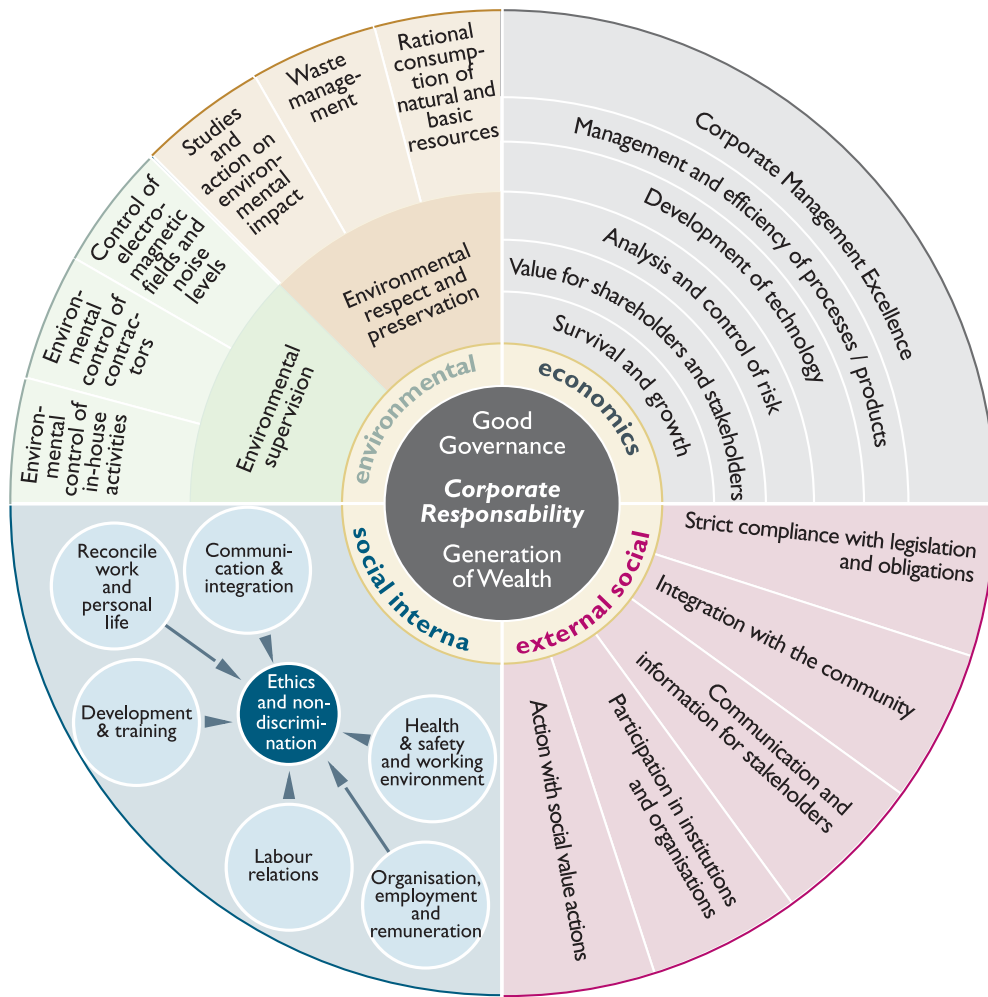 Good
Governance
Corporate
Responsability
Generation
of Wealth
environmental
economics
external social
social interna
Environmental
respect and
preservation
Studies
and
action on
environ-
mental
impact
Waste
manage-
ment
Rational
consump-
tion of
natural and
basic
resources
Environmental
supervision
Control of
electro-
magnetic
fields and
noise
levels
Environ-
mental
control of
contrac-
tors
Environ-
mental
control of
in-house
activities
Corporate Management Excellence
Management and efficiency of processes / products
Development of technology
Analysis and control of risk
Value for shareholders and stakeholders
Survival and growth
Strict compliance with legislation
and obligations
Integration with the community
Communication and
information for stakeholders
Participation in institutions
and organisations
Action with social value actions
Reconcile
work and
personal
life
Communi-
cation &
integration
Ethics
and non-
discrimi-
nation
Development
& training
Health
& safety
and working
environment
Labour
relations
Organisation,
employment
and
remuneration